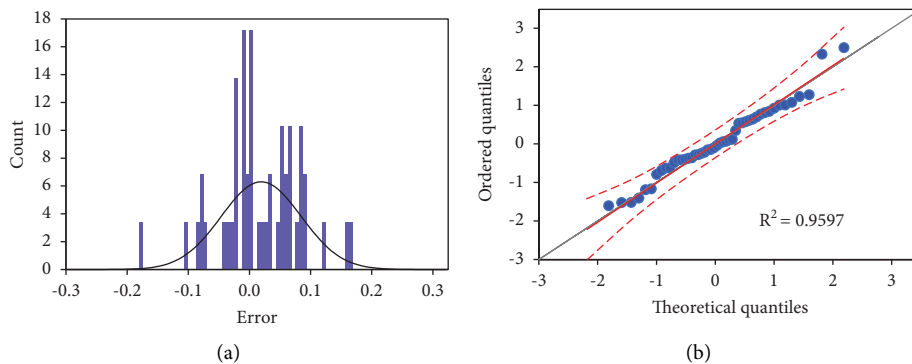 18
16
14
12
10
8
6
4
2
0
Count
-0.3 -0.2 -0.1 0.0 0.1 0.2 0.3
Error
(a)
3
2
1
0
-1
-2
-3
Ordered quantiles
R² = 0.9597
-3 -2 -1 0 1 2 3
Theoretical quantiles
(b)